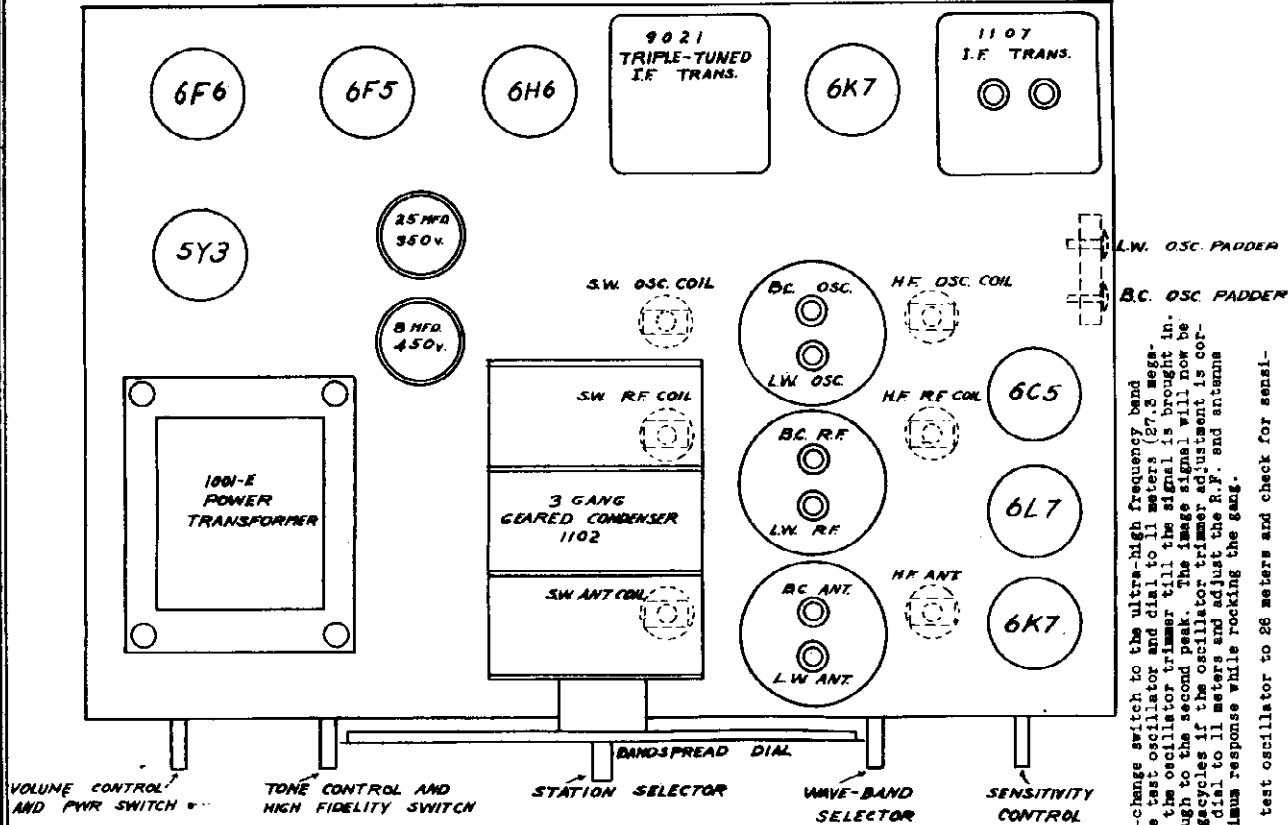 6F6
6F5
6H6
9021
TRIPLE-TUNED
I.F. TRANS.
6K7
1107
I.F. TRANS.
5Y3
25 MFD
350 v.
8 MFD.
450 v.
S.W. OSC. COIL
B.C. OSC.
L.W. OSC.
H.F. OSC. COIL
L.W. OSC. PADDER
B.C. OSC. PADDER
S.W. R.F. COIL
B.C. R.F.
L.W. R.F.
H.F. R.F. COIL
6C5
1001-E
POWER
TRANSFORMER
3 GANG
GEARED CONDENSER
1102
6L7
S.W. ANT COIL
B.C. ANT.
L.W. ANT.
H.F. ANT
6K7
BANDSPREAD DIAL
VOLUME CONTROL
AND PWR SWITCH
TONE CONTROL AND
HIGH FIDELITY SWITCH
STATION SELECTOR
WAVE-BAND
SELECTOR
SENSITIVITY
CONTROL
-change switch to the ultra-high frequency band
test oscillator and dial to 11 meters (27.3 mega-
the oscillator trimmer till the signal is brought in.
ugh to the second peak. The image signal will now be
gacycles if the oscillator trimmer adjustment is cor-
dial to 11 meters and adjust the R.F. and antenna
imum response while rocking the gang.
test oscillator to 26 meters and check for sensi-